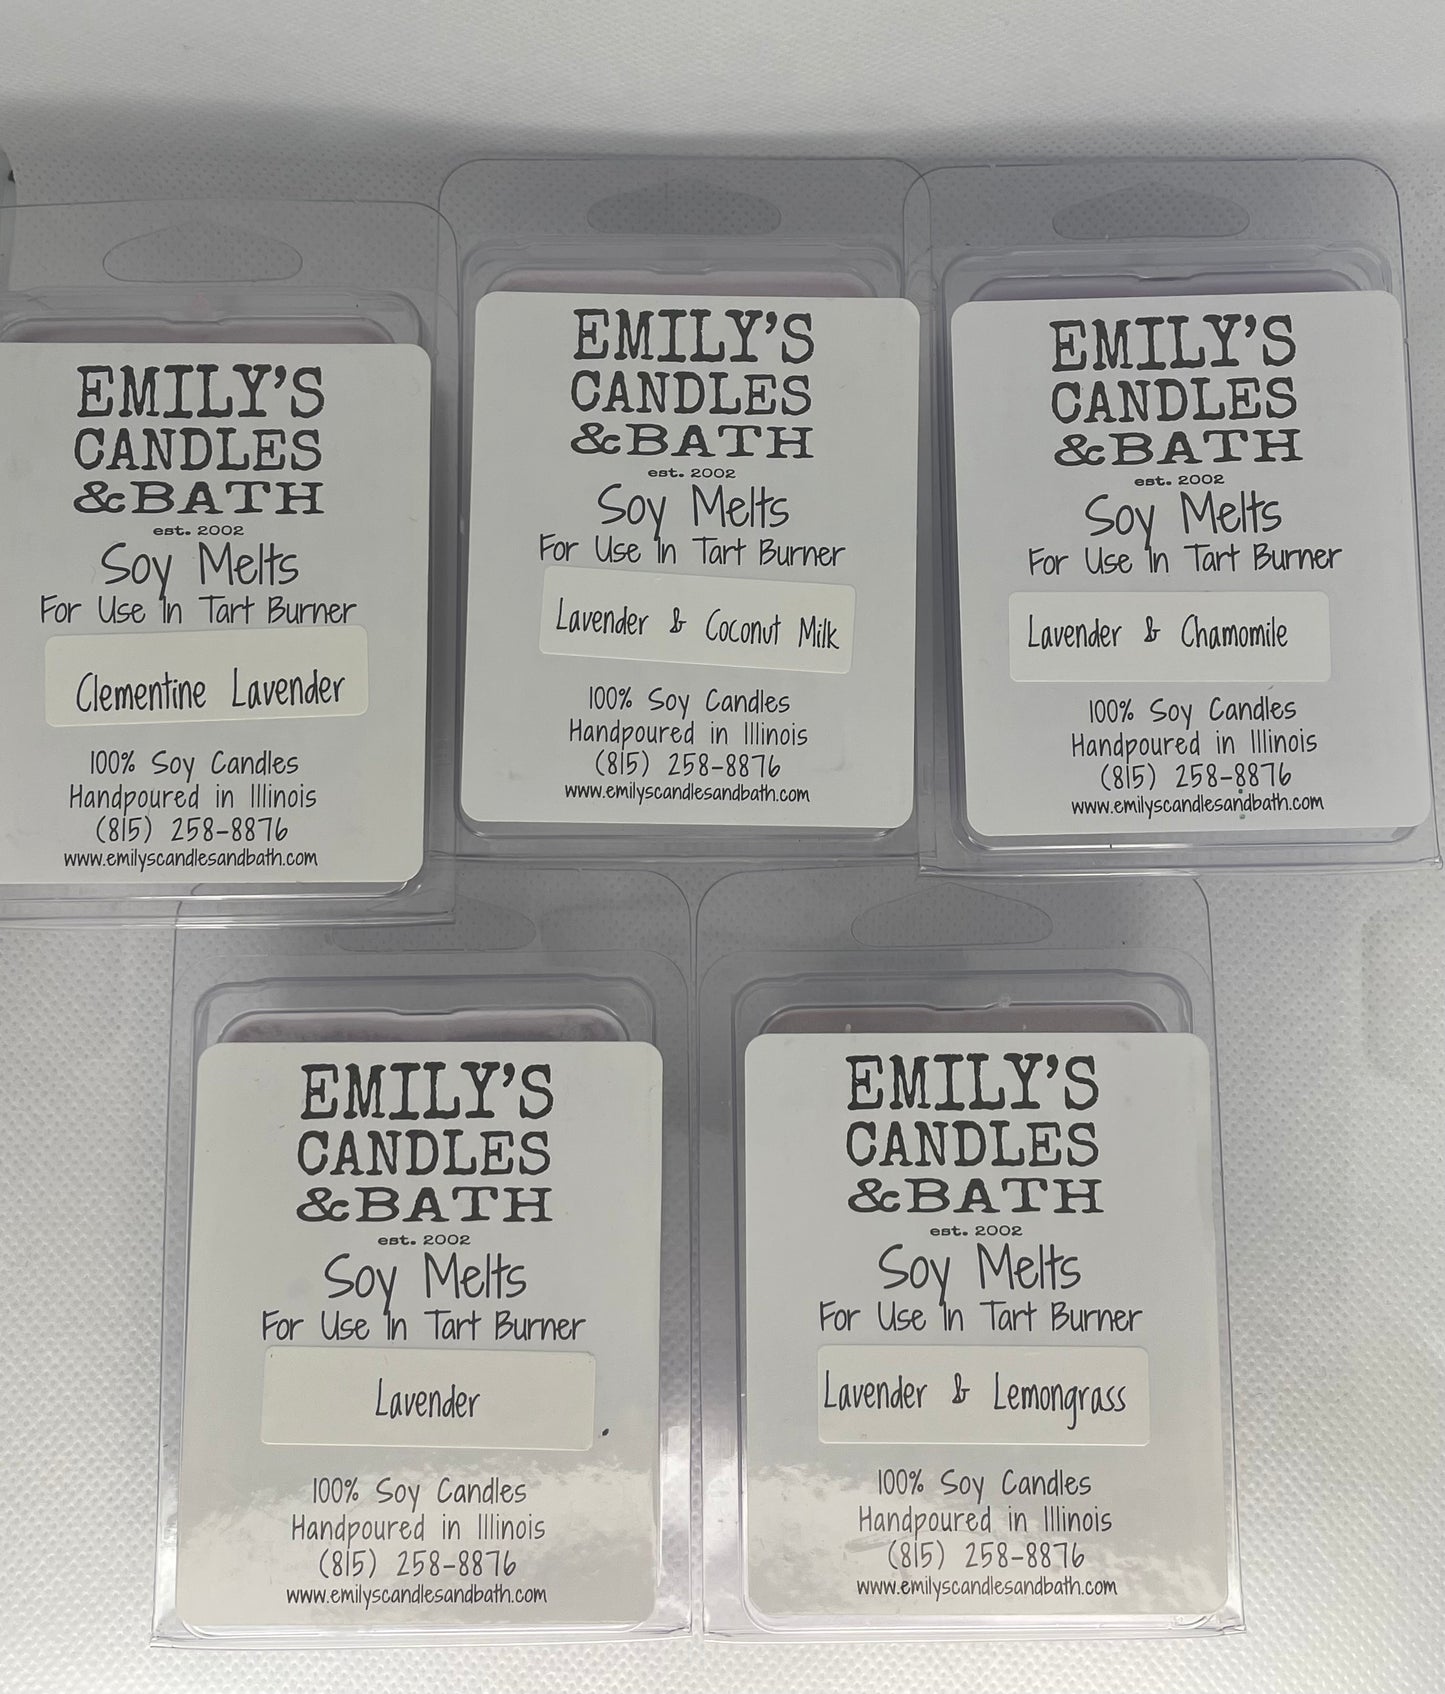 EMILY'S
CANDLES
&BATH
est. 2002
Soy Melts
For Use In Tart Burner
Clementine Lavender
100% Soy Candles
Handpoured in Illinois
(815) 258-8876
www.emilyscandlesandbath.com
EMILY'S
CANDLES
&BATH
est. 2002
Soy Melts
For Use In Tart Burner
Lavender & Coconut Milk
100% Soy Candles
Handpoured in Illinois
(815) 258-8876
www.emilyscandlesandbath.com
EMILY'S
CANDLES
&BATH
est. 2002
Soy Melts
For Use In Tart Burner
Lavender & Chamomile
100% Soy Candles
Handpoured in Illinois
(815) 258-8876
www.emilyscandlesandbath.com
EMILY'S
CANDLES
&BATH
est. 2002
Soy Melts
For Use In Tart Burner
Lavender
100% Soy Candles
Handpoured in Illinois
(815) 258-8876
www.emilyscandlesandbath.com
EMILY'S
CANDLES
&BATH
est. 2002
Soy Melts
For Use In Tart Burner
Lavender & Lemongrass
100% Soy Candles
Handpoured in Illinois
(815) 258-8876
www.emilyscandlesandbath.com